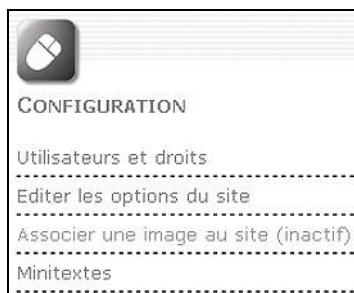 CONFIGURATION
Utilisateurs et droits
Editer les options du site
Associer une image au site (inactif)
Minitextes